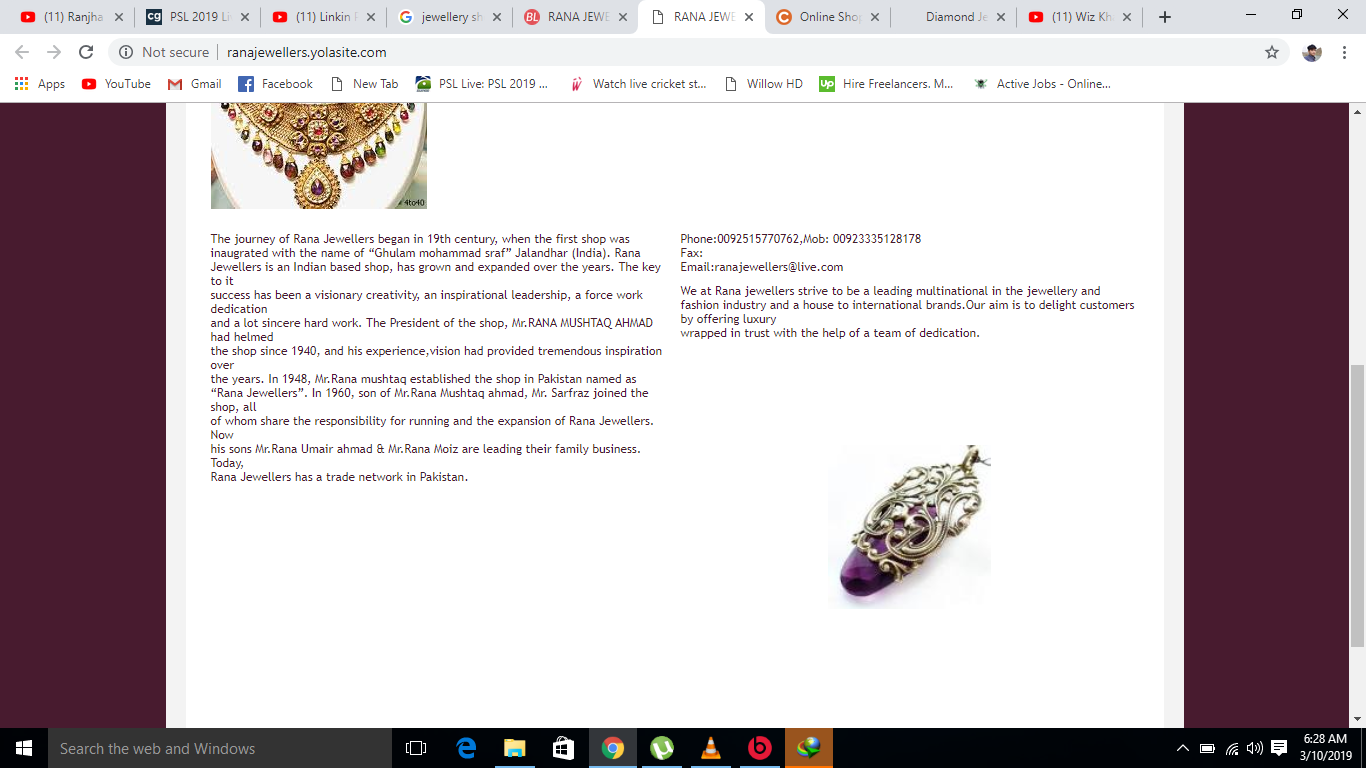 (11) Ranjha
PSL 2019 Li
(11) Linkin P
jewellery sh
RANA JEWE
RANA JEWE
Online Shop
Diamond Je
(11) Wiz Kha
Not secure
ranajewellers.yolasite.com
Apps
YouTube
Gmail
Facebook
New Tab
PSL Live: PSL 2019 ...
Watch live cricket st...
Willow HD
Hire Freelancers. M...
Active Jobs - Online...
4to40
The journey of Rana Jewellers began in 19th century, when the first shop was
inaugrated with the name of “Ghulam mohammad sraf” Jalandhar (India). Rana
Jewellers is an Indian based shop, has grown and expanded over the years. The key
to it
success has been a visionary creativity, an inspirational leadership, a force work
dedication
and a lot sincere hard work. The President of the shop, Mr.RANA MUSHTAQ AHMAD
had helmed
the shop since 1940, and his experience,vision had provided tremendous inspiration
over
the years. In 1948, Mr.Rana mushtaq established the shop in Pakistan named as
“Rana Jewellers”. In 1960, son of Mr.Rana Mushtaq ahmad, Mr. Sarfraz joined the
shop, all
of whom share the responsibility for running and the expansion of Rana Jewellers.
Now
his sons Mr.Rana Umair ahmad & Mr.Rana Moiz are leading their family business.
Today,
Rana Jewellers has a trade network in Pakistan.
Phone:0092515770762,Mob: 00923335128178
Fax:
Email:ranajewellers@live.com
We at Rana jewellers strive to be a leading multinational in the jewellery and
fashion industry and a house to international brands.Our aim is to delight customers
by offering luxury
wrapped in trust with the help of a team of dedication.
Search the web and Windows
6:28 AM
3/10/2019